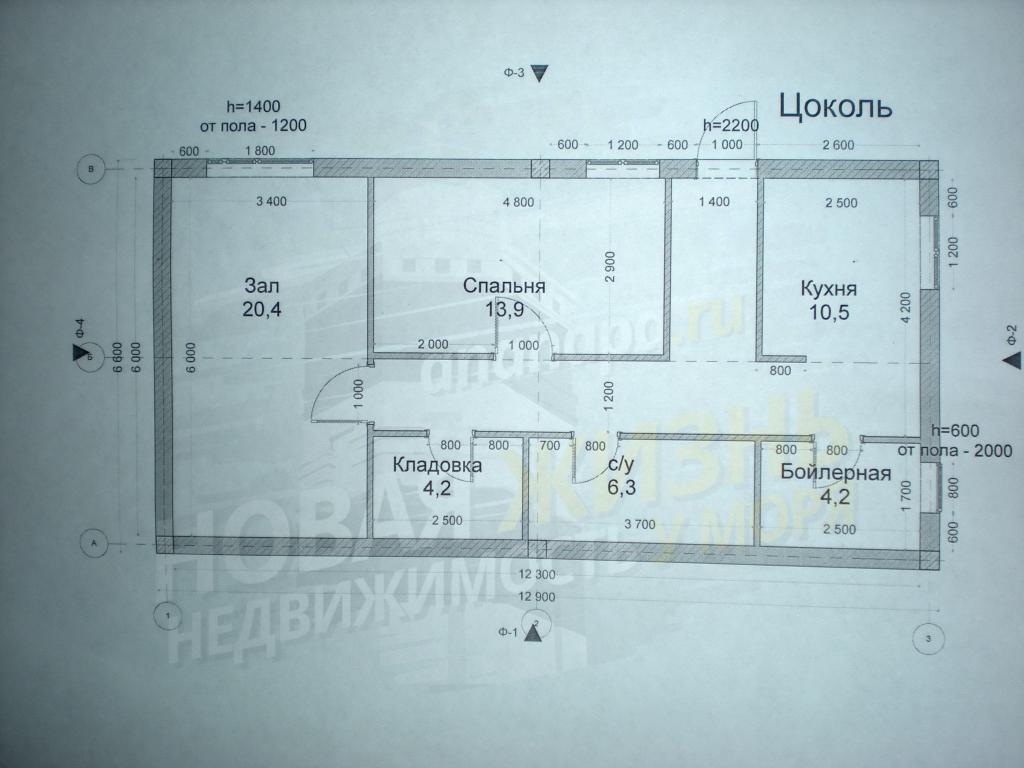 Ф-3
Цоколь
h=1400
от пола - 1200
h=2200
600 1 800
600 1 200 600 1 000 2 600
В
3 400
4 800
1 400
2 500
600
1 200
2 900
Зал
20,4
Спальня
13,9
Кухня
10,5
4 200
anapapa.ru
Ф-4
Б
6 600
6 000
6 000
2 000
1 000
800
Ф-2
1 000
1 200
h=600
от пола - 2000
800 800 700 800 800 800
Кладовка
4,2
с/у
6,3
Бойлерная
4,2
1 700
800
600
2 500
3 700
2 500
А
НОВАЯ ЖИЗНЬ
НЕДВИЖИМОСТЬ У МОРЯ
12 300
12 900
1
Ф-1
2
3